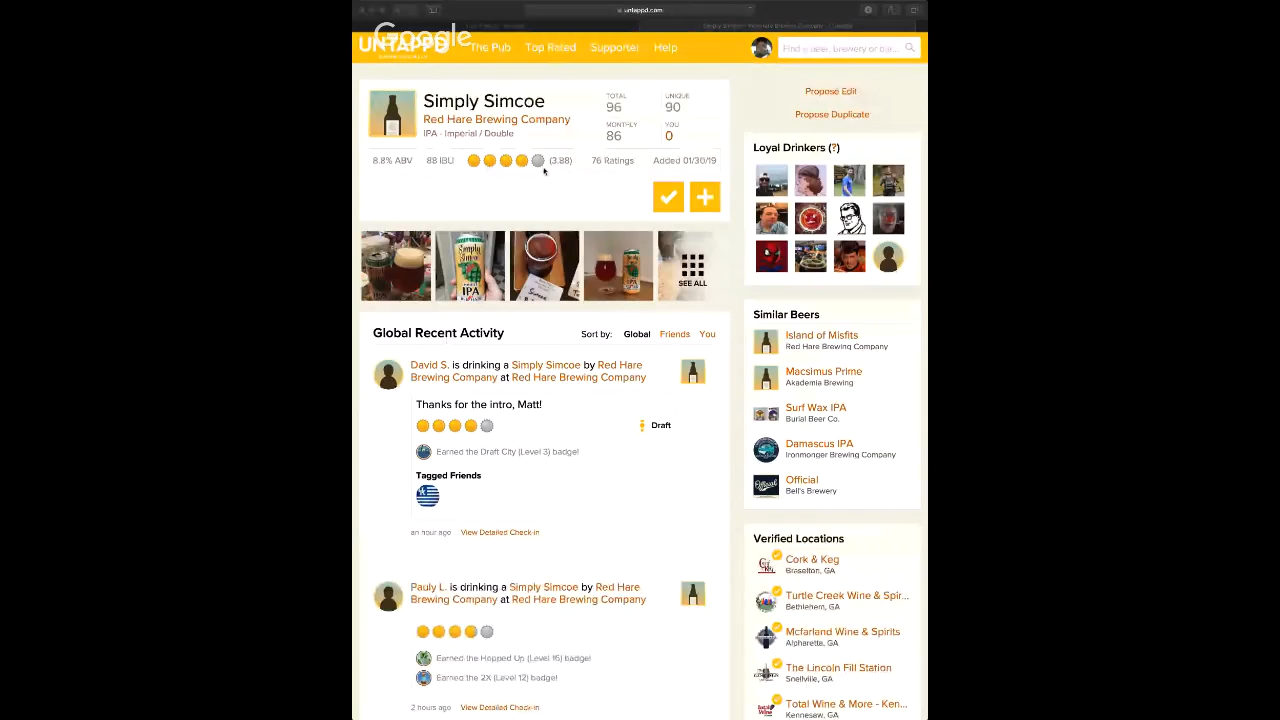 untappd.com
Google
UNTAPPD
The Pub
Top Rated
Supporter
Help
Find a beer, brewery or bar...
Simply Simcoe
Red Hare Brewing Company
IPA - Imperial / Double
TOTAL
96
UNIQUE
90
MONTHLY
86
YOU
0
8.8% ABV
88 IBU
(3.88)
76 Ratings
Added 01/30/19
SEE ALL
Global Recent Activity
Sort by:
Global
Friends
You
David S. is drinking a Simply Simcoe by Red Hare
Brewing Company at Red Hare Brewing Company
Thanks for the intro, Matt!
Draft
Earned the Draft City (Level 3) badge!
Tagged Friends
an hour ago
View Detailed Check-in
Pauly L. is drinking a Simply Simcoe by Red Hare
Brewing Company at Red Hare Brewing Company
Earned the Hopped Up (Level 16) badge!
Earned the 2X (Level 12) badge!
2 hours ago
View Detailed Check-in
Propose Edit
Propose Duplicate
Loyal Drinkers (?)
Similar Beers
Island of Misfits
Red Hare Brewing Company
Macsimus Prime
Akademia Brewing
Surf Wax IPA
Burial Beer Co.
Damascus IPA
Ironmonger Brewing Company
Official
Bell's Brewery
Verified Locations
Cork & Keg
Braselton, GA
Turtle Creek Wine & Spir...
Bethlehem, GA
Mcfarland Wine & Spirits
Alpharetta, GA
The Lincoln Fill Station
Snellville, GA
Total Wine & More - Ken...
Kennesaw, GA